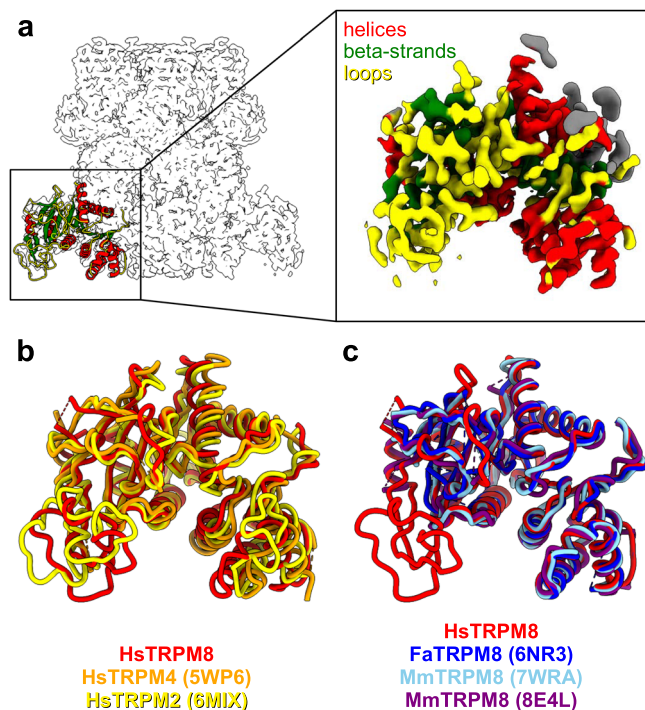 a
helices
beta-strands
loops
b
c
HsTRPM8
HsTRPM4 (5WP6)
HsTRPM2 (6MIX)
HsTRPM8
FaTRPM8 (6NR3)
MmTRPM8 (7WRA)
MmTRPM8 (8E4L)